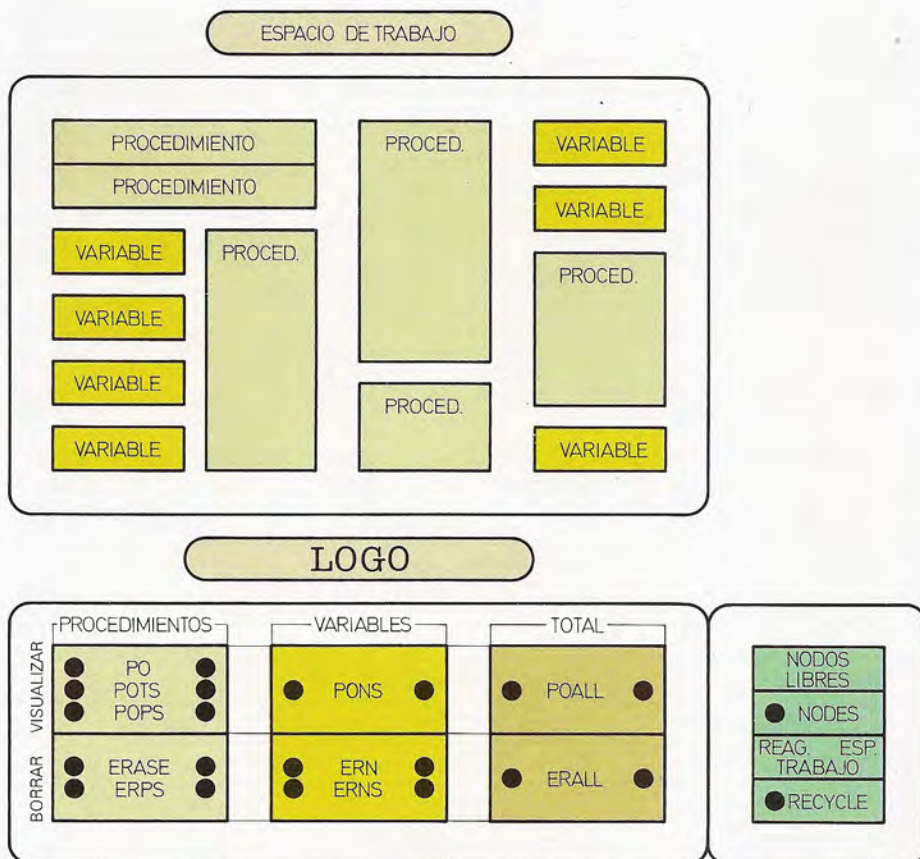 ESPACIO DE TRABAJO
PROCEDIMIENTO
PROCEDIMIENTO
PROCED.
VARIABLE
VARIABLE
VARIABLE
PROCED.
PROCED.
VARIABLE
VARIABLE
PROCED.
VARIABLE
VARIABLE
LOGO
PROCEDIMIENTOS
VARIABLES
TOTAL
VISUALIZAR
PO
POTS
POPS
PONS
POALL
BORRAR
ERASE
ERPS
ERN
ERNS
ERALL
NODOS
LIBRES
NODES
REAG. ESP.
TRABAJO
RECYCLE